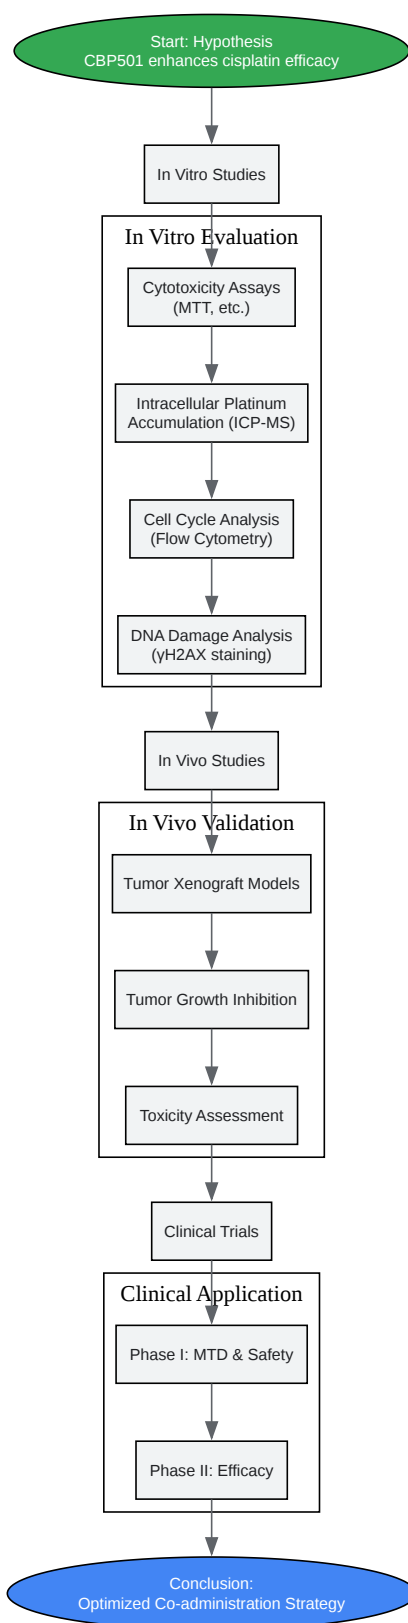 Start: Hypothesis
CBP501 enhances cisplatin efficacy
In Vitro Studies
In Vitro Evaluation
Cytotoxicity Assays
(MTT, etc.)
Intracellular Platinum
Accumulation (ICP-MS)
Cell Cycle Analysis
(Flow Cytometry)
DNA Damage Analysis
(γH2AX staining)
In Vivo Studies
In Vivo Validation
Tumor Xenograft Models
Tumor Growth Inhibition
Toxicity Assessment
Clinical Trials
Clinical Application
Phase I: MTD & Safety
Phase II: Efficacy
Conclusion:
Optimized Co-administration Strategy